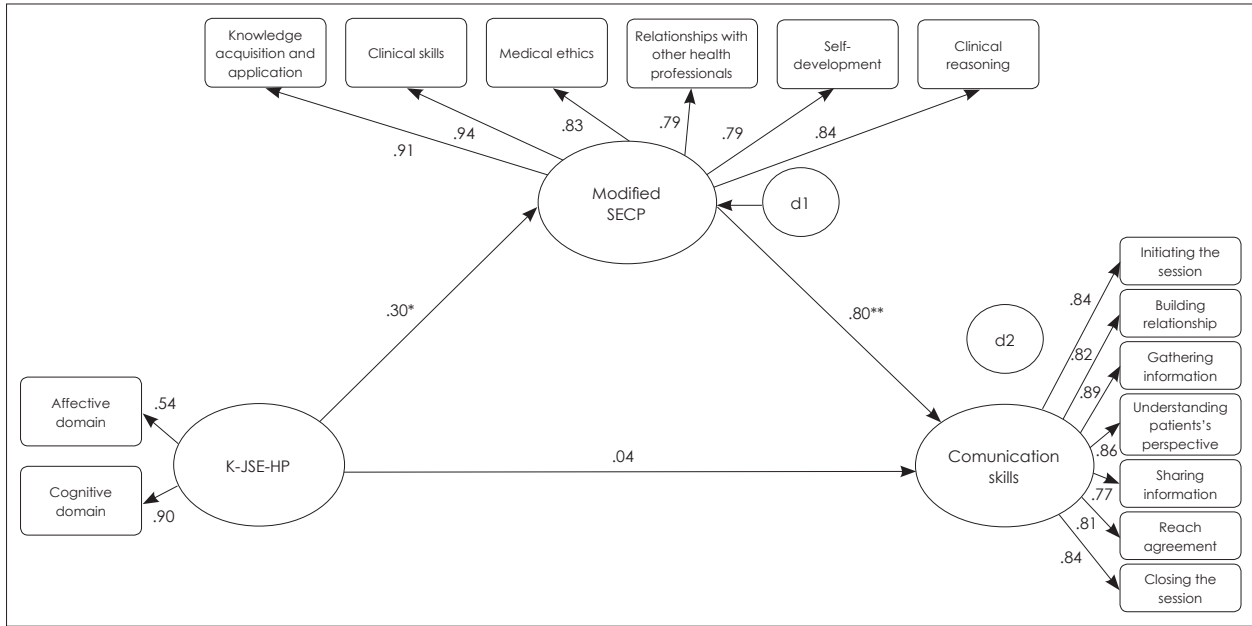 Knowledge
acquisition and
application
Clinical skills
Medical ethics
Relationships with
other health
professionals
Self-
development
Clinical
reasoning
.91
.94
.83
.79
.79
.84
Modified
SECP
d1
.30*
.80**
d2
Affective
domain
.54
Cognitive
domain
.90
K-JSE-HP
.04
Comunication
skills
.84
.82
.89
.86
.77
.81
.84
Initiating the
session
Building
relationship
Gathering
information
Understanding
patients's
perspective
Sharing
information
Reach
agreement
Closing the
session